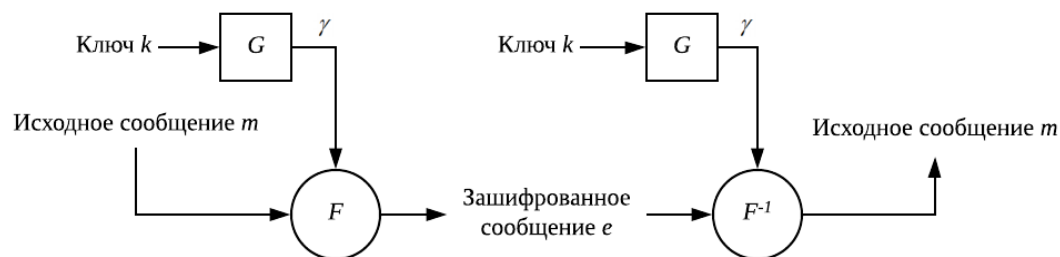 γ
Ключ k
G
Исходное сообщение m
F
Зашифрованное
сообщение e
γ
Ключ k
G
F⁻¹
Исходное сообщение m